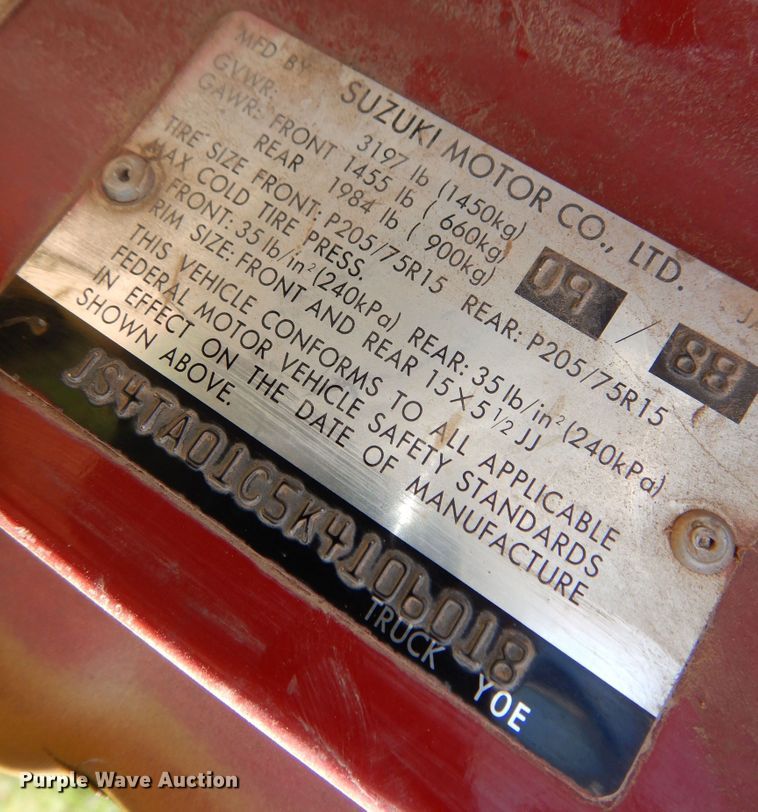 MFD BY SUZUKI MOTOR CO., LTD. JA
GVWR: 3197 lb (1450kg)
GAWR: FRONT 1455 lb ( 660kg) 09 / 88
REAR 1984 lb ( 900kg)
TIRE SIZE FRONT: P205/75R15 REAR: P205/75R15
MAX COLD TIRE PRESS.
FRONT: 35 lb/in² (240kPa) REAR: 35 lb/in² (240kPa)
RIM SIZE: FRONT AND REAR 15×5 1/2 JJ
THIS VEHICLE CONFORMS TO ALL APPLICABLE
FEDERAL MOTOR VEHICLE SAFETY STANDARDS
IN EFFECT ON THE DATE OF MANUFACTURE
SHOWN ABOVE.
JS4TA01C5K4106018
TRUCK YOE
Purple Wave Auction